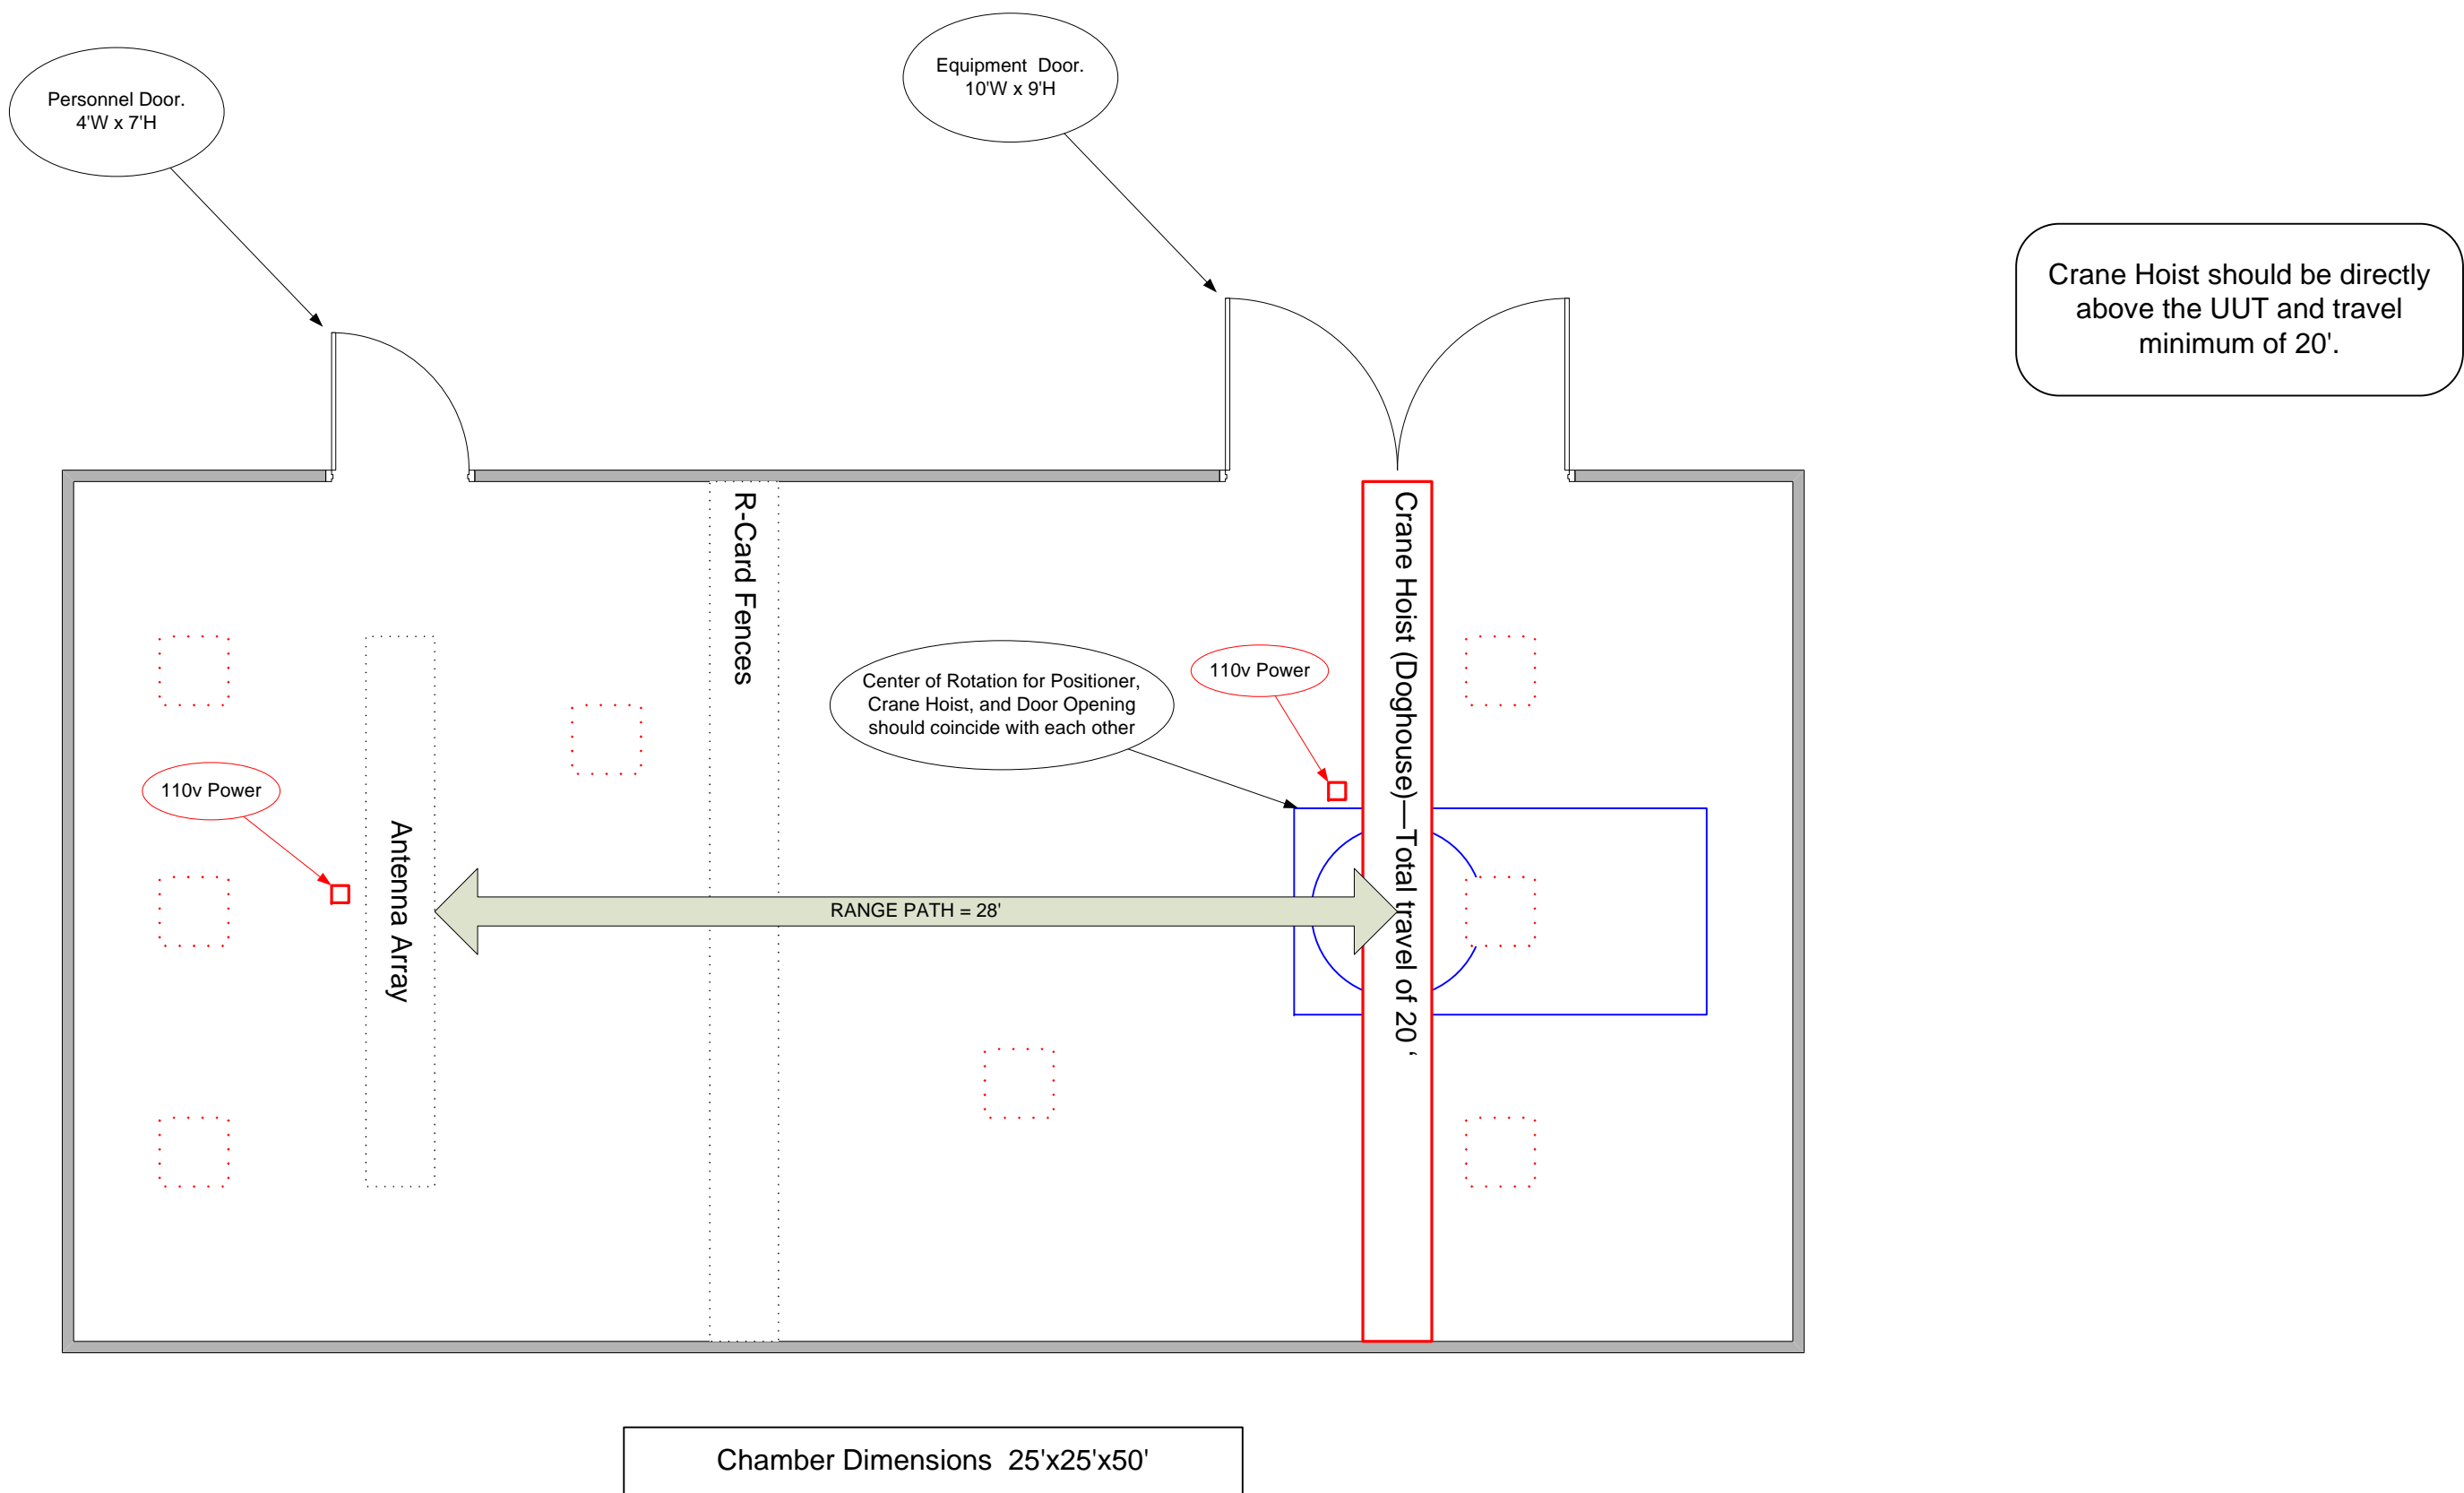 Personnel Door.
4'W x 7'H
Equipment  Door.
10'W x 9'H
Crane Hoist should be directly
above the UUT and travel
minimum of 20'.
R-Card Fences
Crane Hoist (Doghouse)—Total travel of 20 ‘
Center of Rotation for Positioner,
Crane Hoist, and Door Opening
should coincide with each other
110v Power
110v Power
Antenna Array
RANGE PATH = 28'
Chamber Dimensions  25'x25'x50'